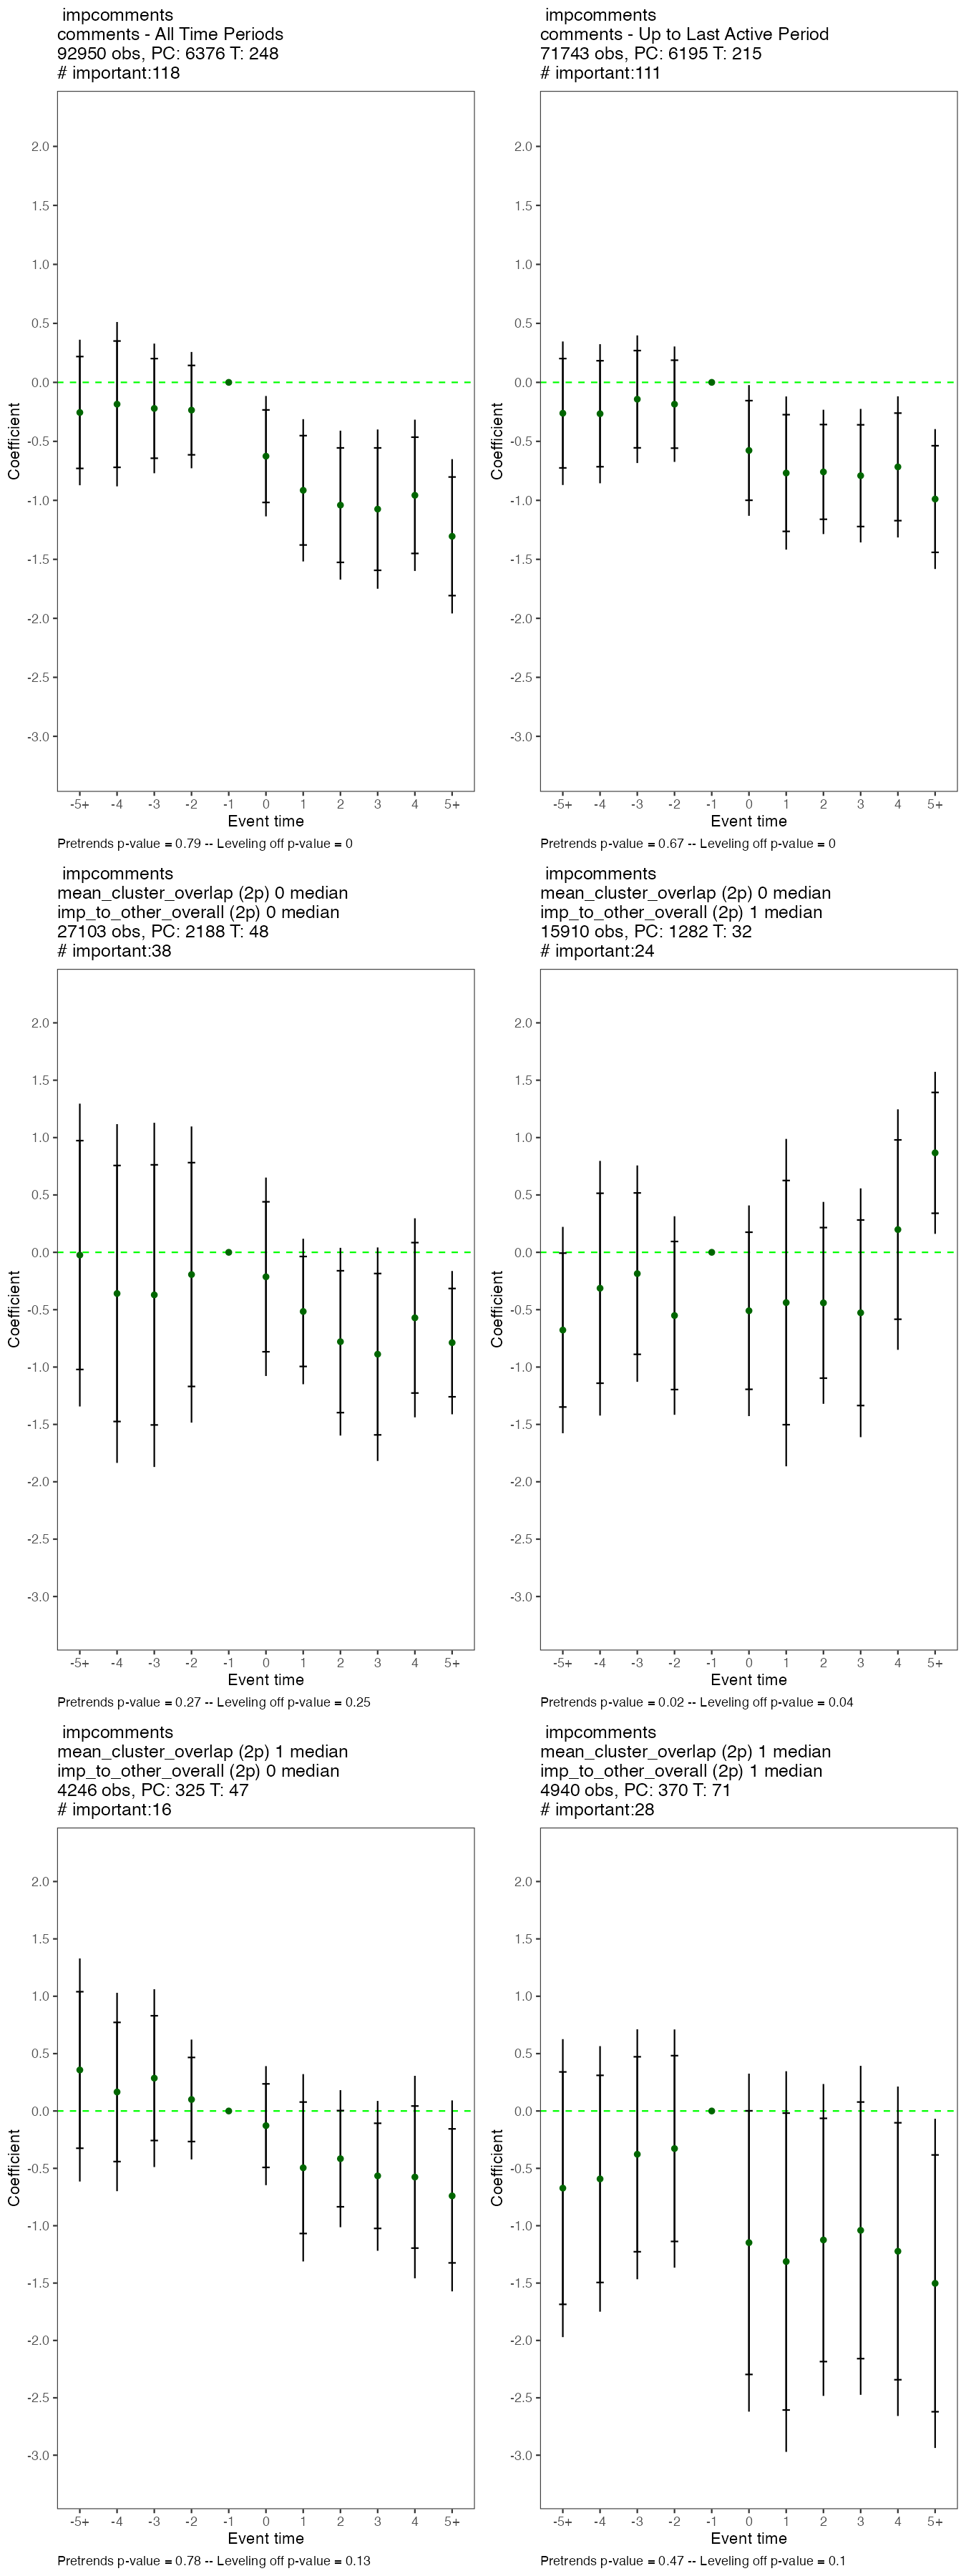 impcomments
comments - All Time Periods
92950 obs, PC: 6376 T: 248
# important:118
2.0
1.5
1.0
0.5
0.0
-0.5
-1.0
-1.5
-2.0
-2.5
-3.0
Coefficient
-5+ -4 -3 -2 -1 0 1 2 3 4 5+
Event time
Pretrends p-value = 0.79 -- Leveling off p-value = 0
impcomments
comments - Up to Last Active Period
71743 obs, PC: 6195 T: 215
# important:111
2.0
1.5
1.0
0.5
0.0
-0.5
-1.0
-1.5
-2.0
-2.5
-3.0
Coefficient
-5+ -4 -3 -2 -1 0 1 2 3 4 5+
Event time
Pretrends p-value = 0.67 -- Leveling off p-value = 0
impcomments
mean_cluster_overlap (2p) 0 median
imp_to_other_overall (2p) 0 median
27103 obs, PC: 2188 T: 48
# important:38
2.0
1.5
1.0
0.5
0.0
-0.5
-1.0
-1.5
-2.0
-2.5
-3.0
Coefficient
-5+ -4 -3 -2 -1 0 1 2 3 4 5+
Event time
Pretrends p-value = 0.27 -- Leveling off p-value = 0.25
impcomments
mean_cluster_overlap (2p) 0 median
imp_to_other_overall (2p) 1 median
15910 obs, PC: 1282 T: 32
# important:24
2.0
1.5
1.0
0.5
0.0
-0.5
-1.0
-1.5
-2.0
-2.5
-3.0
Coefficient
-5+ -4 -3 -2 -1 0 1 2 3 4 5+
Event time
Pretrends p-value = 0.02 -- Leveling off p-value = 0.04
impcomments
mean_cluster_overlap (2p) 1 median
imp_to_other_overall (2p) 0 median
4246 obs, PC: 325 T: 47
# important:16
2.0
1.5
1.0
0.5
0.0
-0.5
-1.0
-1.5
-2.0
-2.5
-3.0
Coefficient
-5+ -4 -3 -2 -1 0 1 2 3 4 5+
Event time
Pretrends p-value = 0.78 -- Leveling off p-value = 0.13
impcomments
mean_cluster_overlap (2p) 1 median
imp_to_other_overall (2p) 1 median
4940 obs, PC: 370 T: 71
# important:28
2.0
1.5
1.0
0.5
0.0
-0.5
-1.0
-1.5
-2.0
-2.5
-3.0
Coefficient
-5+ -4 -3 -2 -1 0 1 2 3 4 5+
Event time
Pretrends p-value = 0.47 -- Leveling off p-value = 0.1